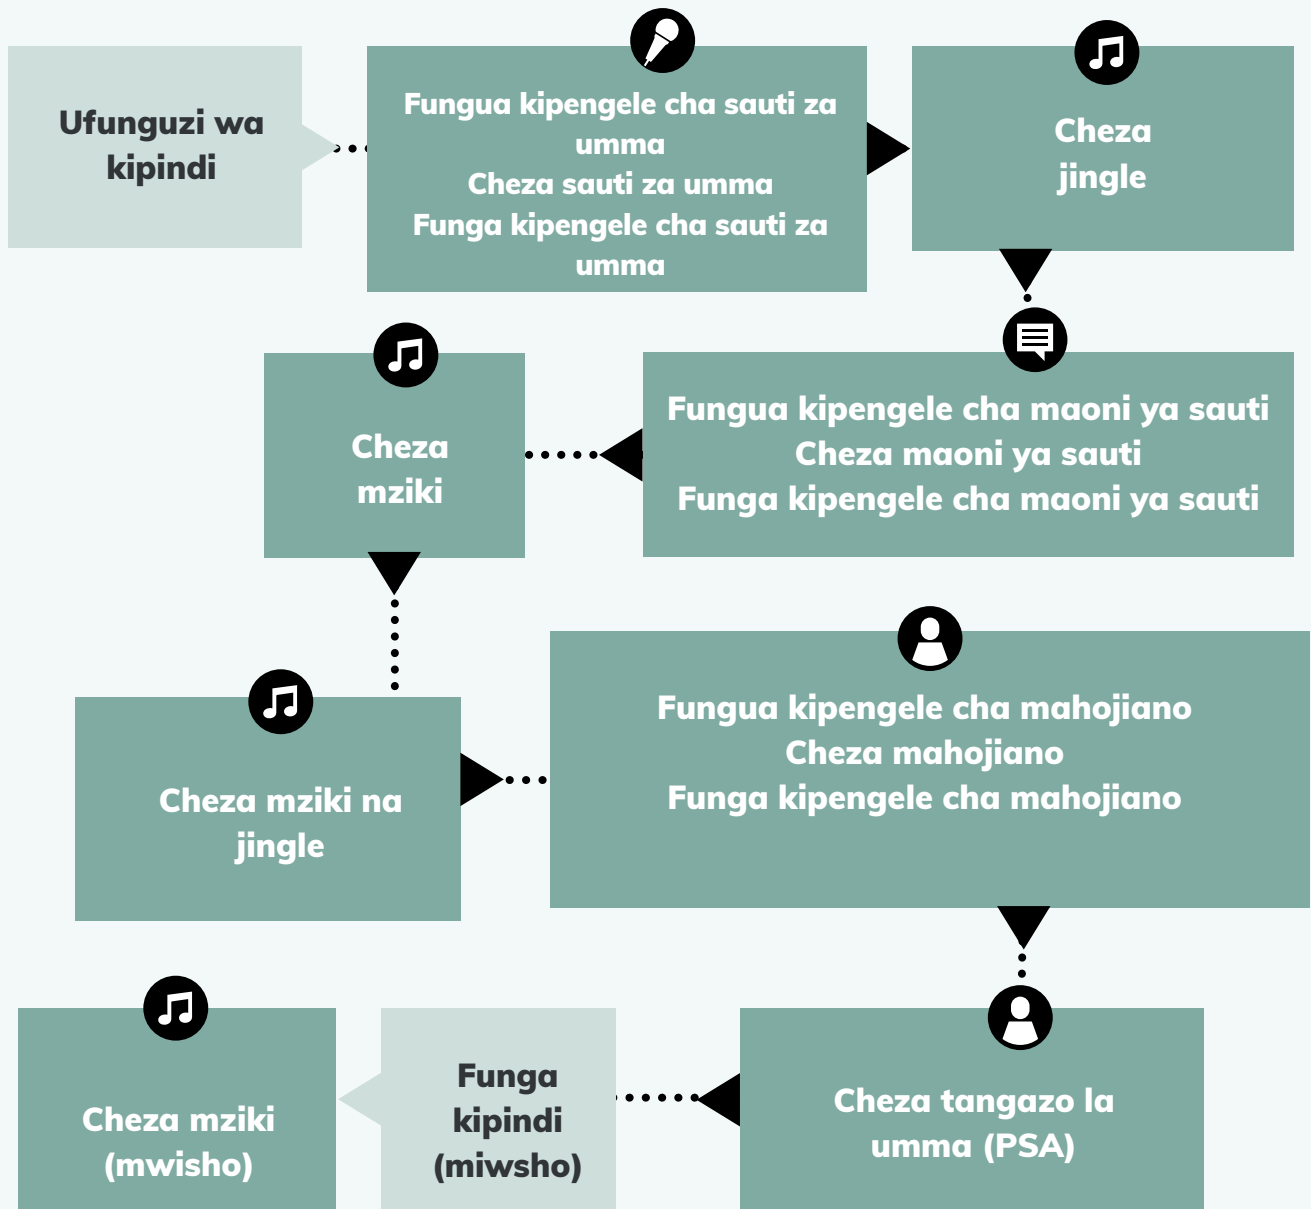 Ufunguzi wa
kipindi
Fungua kipengele cha sauti za
umma
Cheza sauti za umma
Funga kipengele cha sauti za
umma
Cheza
jingle
Fungua kipengele cha maoni ya sauti
Cheza maoni ya sauti
Funga kipengele cha maoni ya sauti
Cheza
mziki
Cheza mziki na
jingle
Fungua kipengele cha mahojiano
Cheza mahojiano
Funga kipengele cha mahojiano
Cheza tangazo la
umma (PSA)
Funga
kipindi
(miwsho)
Cheza mziki
(mwisho)